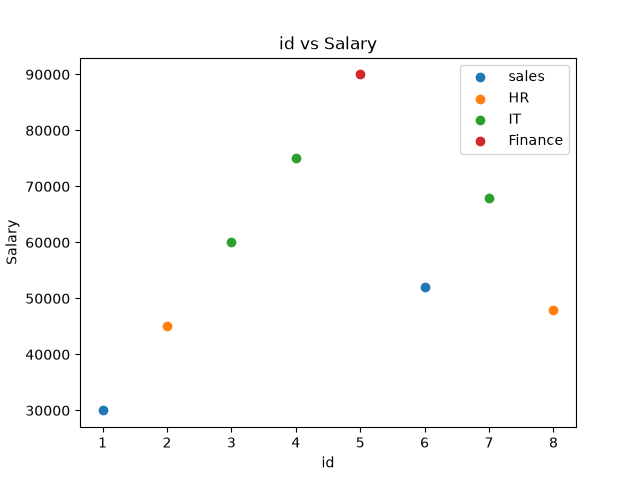 id vs Salary
sales
HR
IT
Finance
90000
80000
70000
60000
50000
40000
30000
Salary
1 2 3 4 5 6 7 8
id